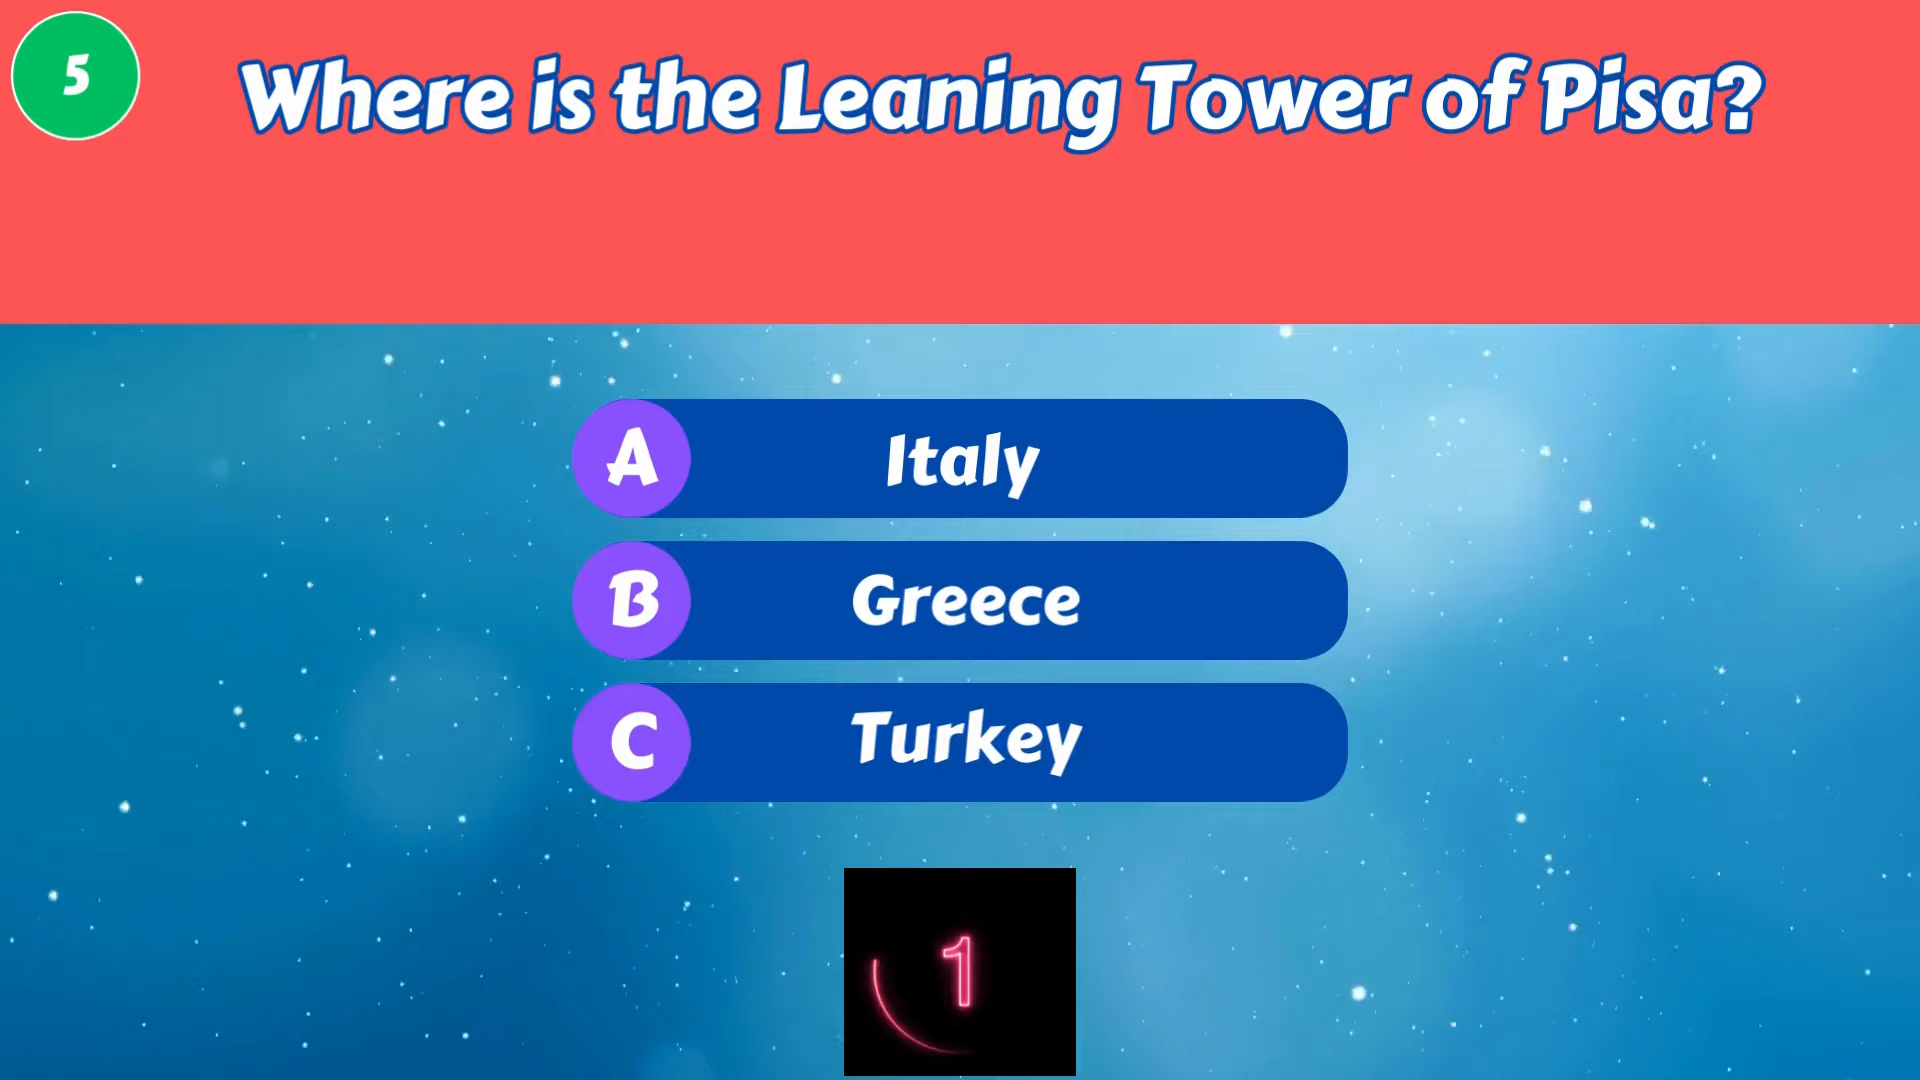 5
Where is the Leaning Tower of Pisa?
A Italy
B Greece
C Turkey
1